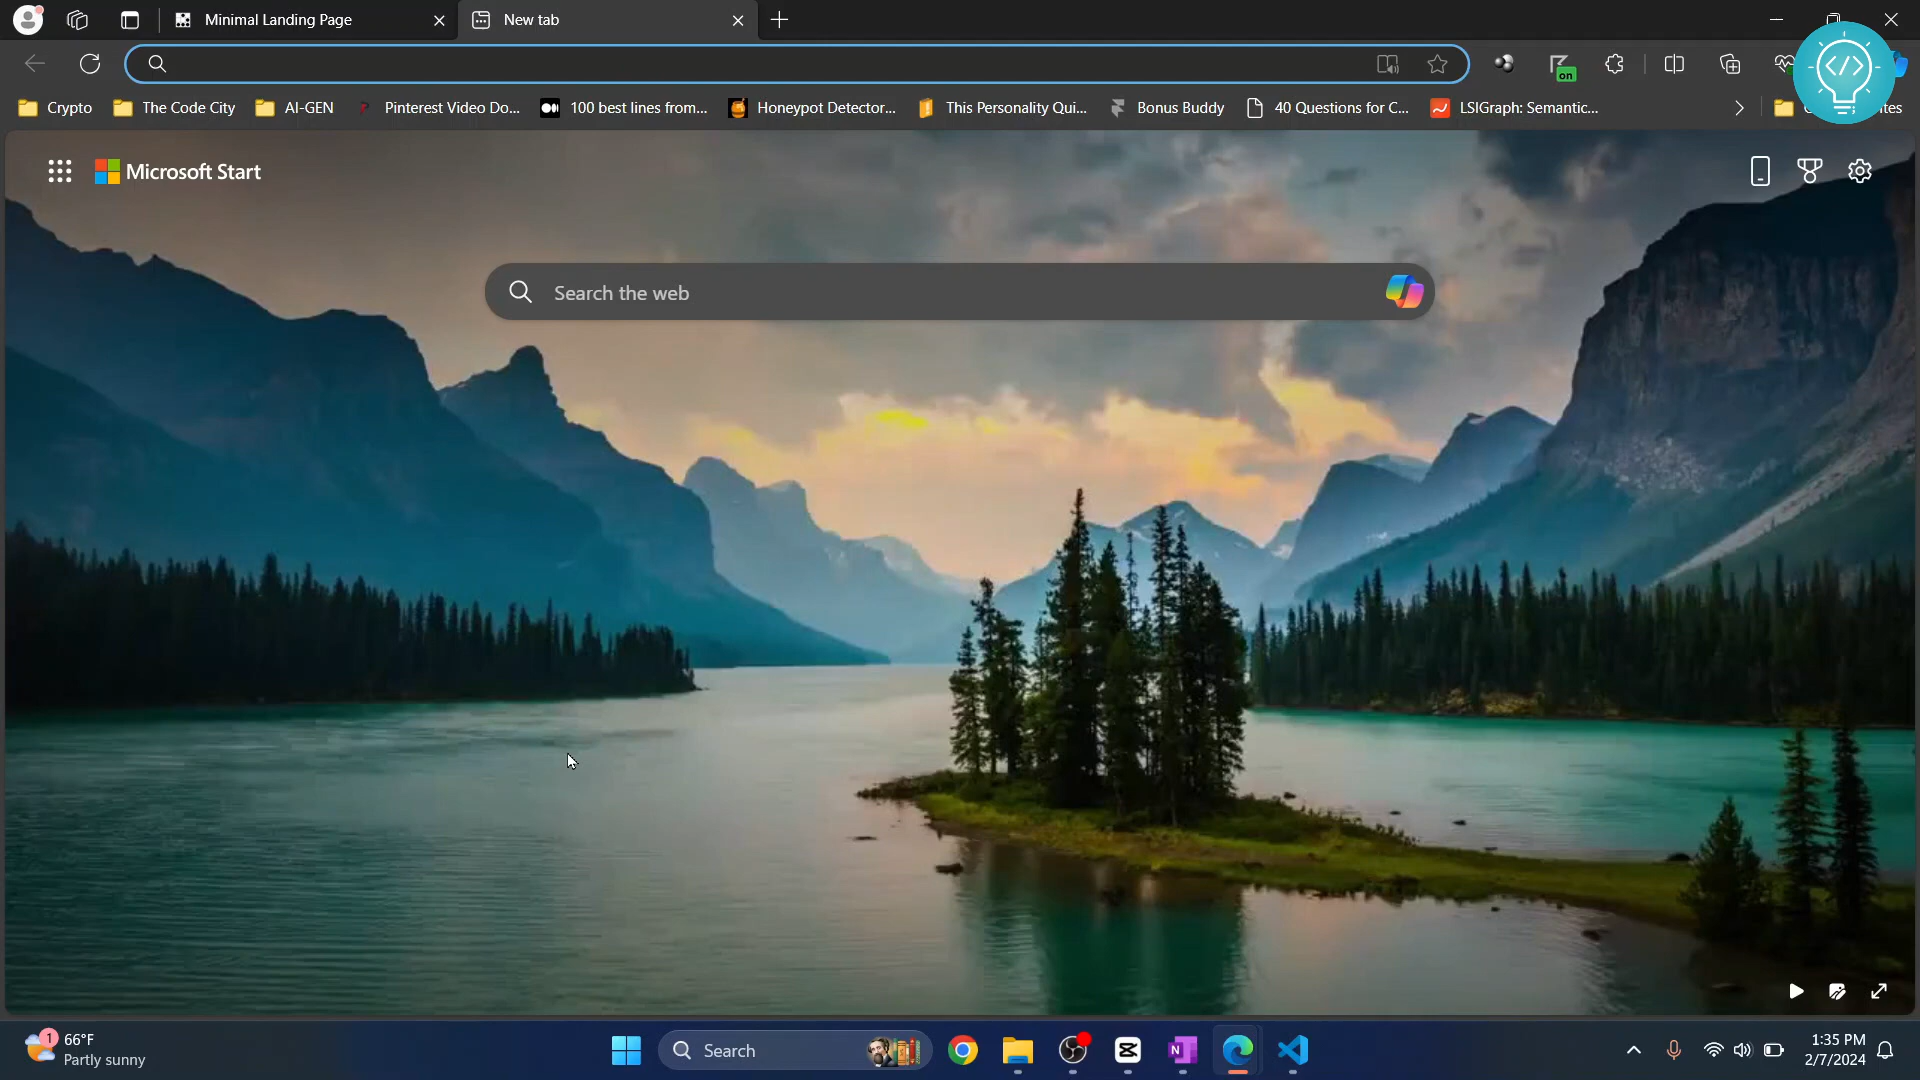 Minimal Landing Page
New tab
on
Crypto
The Code City
AI-GEN
Pinterest Video Do...
100 best lines from...
Honeypot Detector...
This Personality Qui...
Bonus Buddy
40 Questions for C...
LSIGraph: Semantic...
Microsoft Start
Search the web
1
66°F
Partly sunny
Search
1:35 PM
2/7/2024